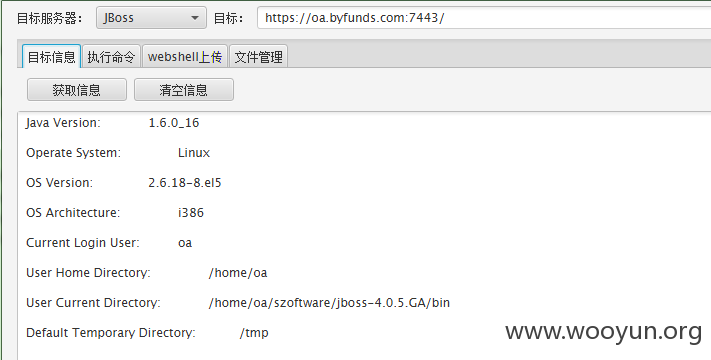 目标服务器: JBoss 目标: https://oa.byfunds.com:7443/
目标信息 执行命令 webshell上传 文件管理
获取信息 清空信息
Java Version: 1.6.0_16
Operate System: Linux
OS Version: 2.6.18-8.el5
OS Architecture: i386
Current Login User: oa
User Home Directory: /home/oa
User Current Directory: /home/oa/szoftware/jboss-4.0.5.GA/bin
Default Temporary Directory: /tmp
www.wooyun.org